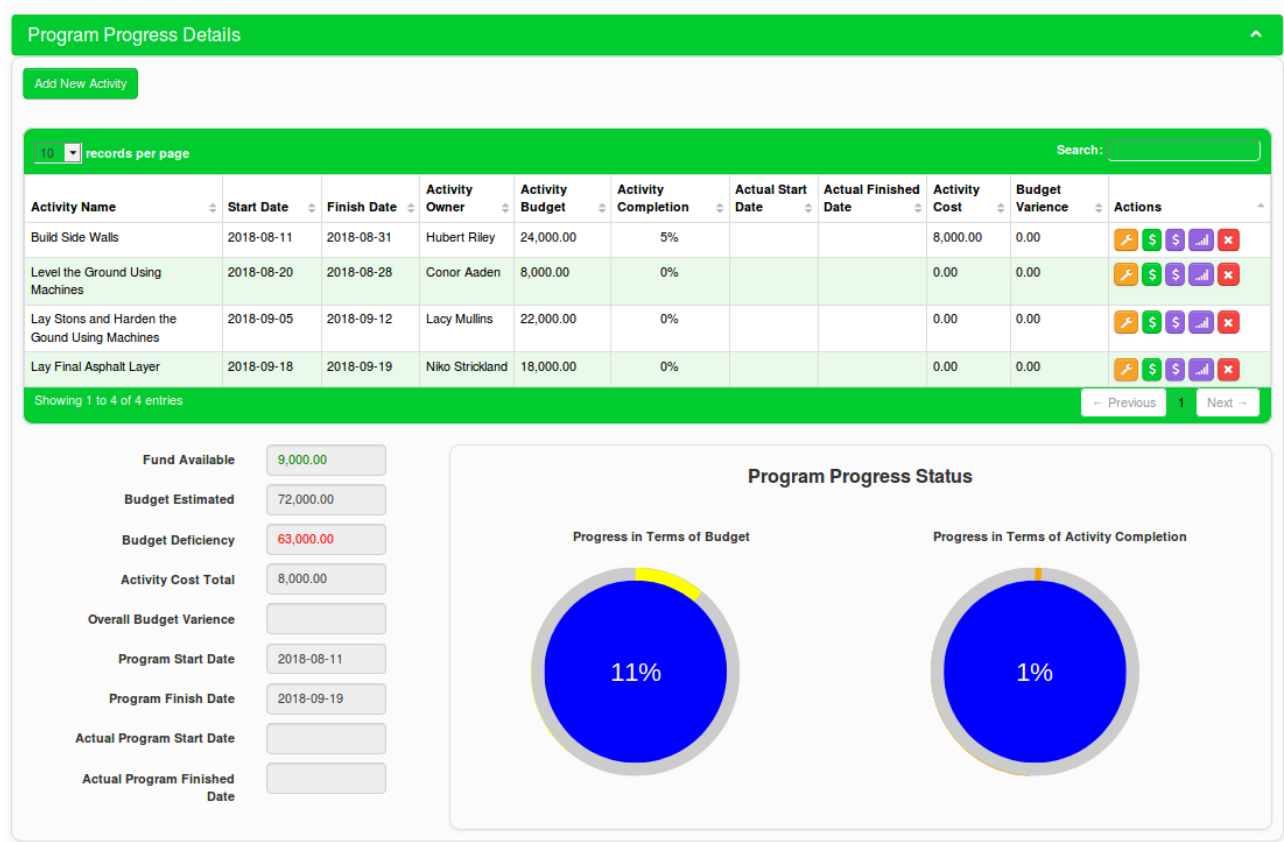 Program Progress Details
Add New Activity
10 records per page Search:
Activity Name Start Date Finish Date Activity Owner Activity Budget Activity Completion Actual Start Date Actual Finished Date Activity Cost Budget Varience Actions
Build Side Walls 2018-08-11 2018-08-31 Hubert Riley 24,000.00 5% 8,000.00 0.00 $ $
Level the Ground Using Machines 2018-08-20 2018-08-28 Conor Aaden 8,000.00 0% 0.00 0.00 $ $
Lay Stons and Harden the Gound Using Machines 2018-09-05 2018-09-12 Lacy Mullins 22,000.00 0% 0.00 0.00 $ $
Lay Final Asphalt Layer 2018-09-18 2018-09-19 Niko Strickland 18,000.00 0% 0.00 0.00 $ $
Showing 1 to 4 of 4 entries ← Previous 1 Next →
Fund Available 9,000.00
Budget Estimated 72,000.00
Budget Deficiency 63,000.00
Activity Cost Total 8,000.00
Overall Budget Varience
Program Start Date 2018-08-11
Program Finish Date 2018-09-19
Actual Program Start Date
Actual Program Finished
Date
Program Progress Status
Progress in Terms of Budget Progress in Terms of Activity Completion
11% 1%